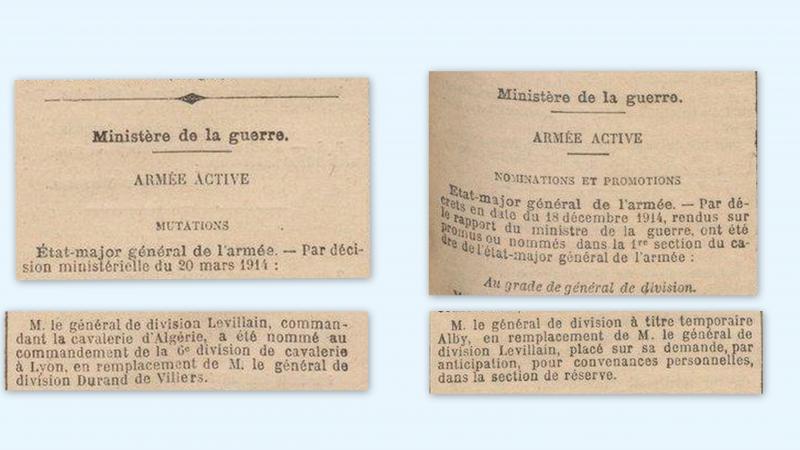 Ministère de la guerre.
ARMÉE ACTIVE
MUTATIONS
État-major général de l'armée. — Par déci-
sion ministérielle du 20 mars 1914 :
M. le général de division Levillain, comman-
dant la cavalerie d'Algérie, a été nommé au
commandement de la 6e division de cavalerie
à Lyon, en remplacement de M. le général de
division Durand de Villers.
Ministère de la guerre.
ARMÉE ACTIVE
NOMINATIONS ET PROMOTIONS
Etat-major général de l'armée. — Par dé-
crets en date du 18 décembre 1914, rendus sur
le rapport du ministre de la guerre, ont été
promus ou nommés dans la 1re section du ca-
dre de l'état-major général de l'armée :
Au grade de général de division.
M. le général de division à titre temporaire
Alby, en remplacement de M. le général de
division Levillain, placé sur sa demande, par
anticipation, pour convenances personnelles,
dans la section de réserve.